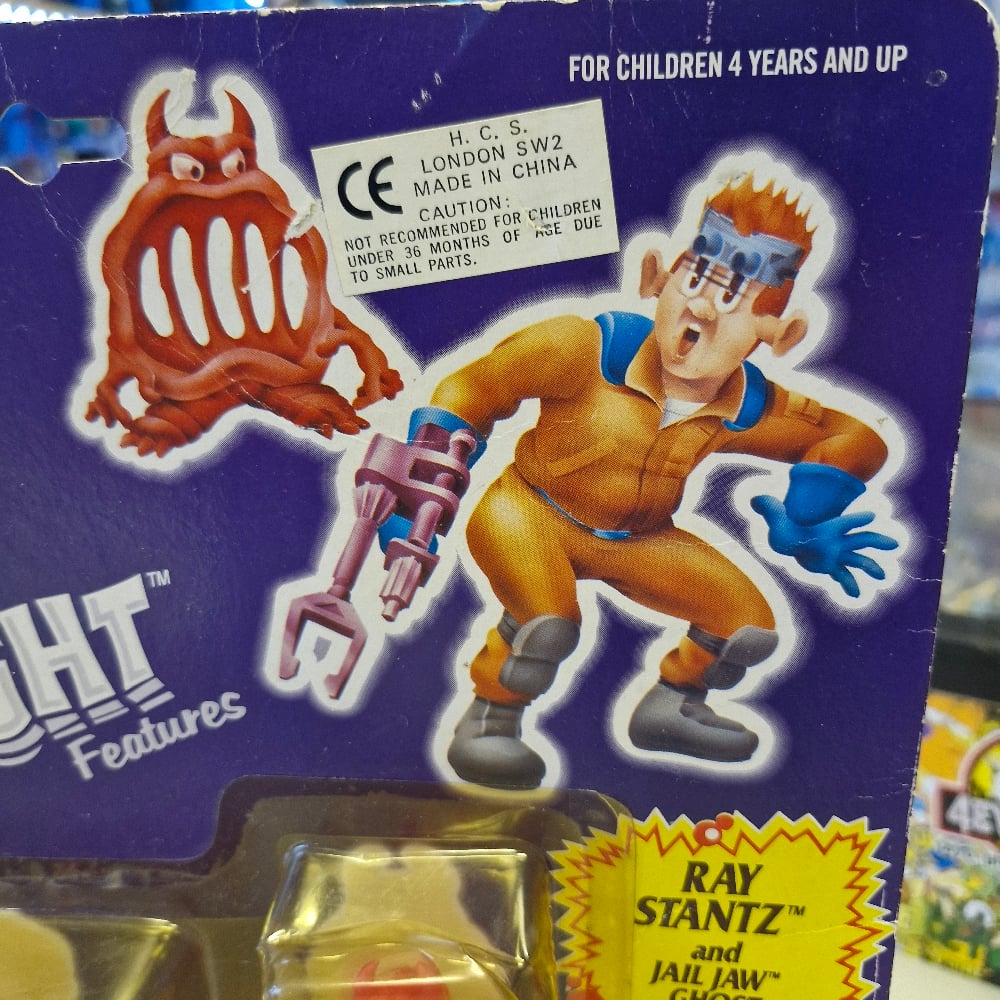 FOR CHILDREN 4 YEARS AND UP
CE
H. C. S.
LONDON SW2
MADE IN CHINA
CAUTION:
NOT RECOMMENDED FOR CHILDREN
UNDER 36 MONTHS OF AGE DUE
TO SMALL PARTS.
GHT™
Features
RAY
STANTZ™
and
JAIL JAW™
GHOST